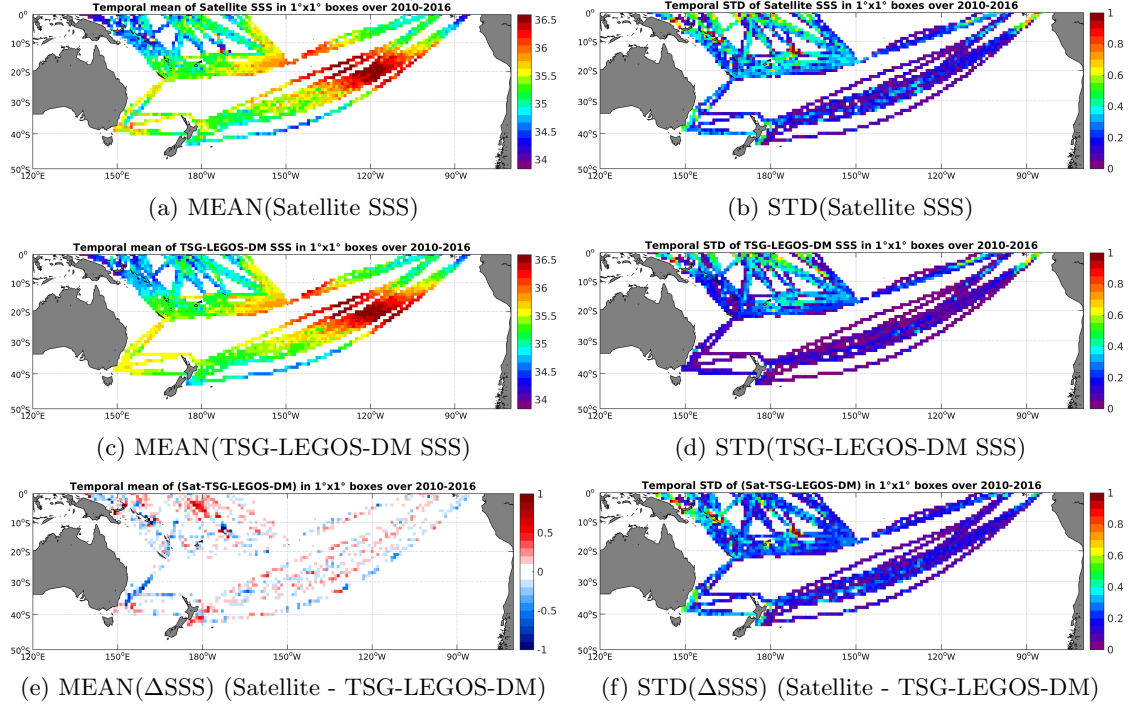 Temporal mean of Satellite SSS in 1°x1° boxes over 2010-2016
0°
10°S
20°S
30°S
40°S
50°S
120°E 150°E 180°W 150°W 120°W 90°W
36.5
36
35.5
35
34.5
34
(a) MEAN(Satellite SSS)
Temporal STD of Satellite SSS in 1°x1° boxes over 2010-2016
0°
10°S
20°S
30°S
40°S
50°S
120°E 150°E 180°W 150°W 120°W 90°W
1
0.8
0.6
0.4
0.2
0
(b) STD(Satellite SSS)
Temporal mean of TSG-LEGOS-DM SSS in 1°x1° boxes over 2010-2016
0°
10°S
20°S
30°S
40°S
50°S
120°E 150°E 180°W 150°W 120°W 90°W
36.5
36
35.5
35
34.5
34
(c) MEAN(TSG-LEGOS-DM SSS)
Temporal STD of TSG-LEGOS-DM SSS in 1°x1° boxes over 2010-2016
0°
10°S
20°S
30°S
40°S
50°S
120°E 150°E 180°W 150°W 120°W 90°W
1
0.8
0.6
0.4
0.2
0
(d) STD(TSG-LEGOS-DM SSS)
Temporal mean of (Sat-TSG-LEGOS-DM) in 1°x1° boxes over 2010-2016
0°
10°S
20°S
30°S
40°S
50°S
120°E 150°E 180°W 150°W 120°W 90°W
1
0.5
0
-0.5
-1
(e) MEAN(ΔSSS) (Satellite - TSG-LEGOS-DM)
Temporal STD of (Sat-TSG-LEGOS-DM) in 1°x1° boxes over 2010-2016
0°
10°S
20°S
30°S
40°S
50°S
120°E 150°E 180°W 150°W 120°W 90°W
1
0.8
0.6
0.4
0.2
0
(f) STD(ΔSSS) (Satellite - TSG-LEGOS-DM)